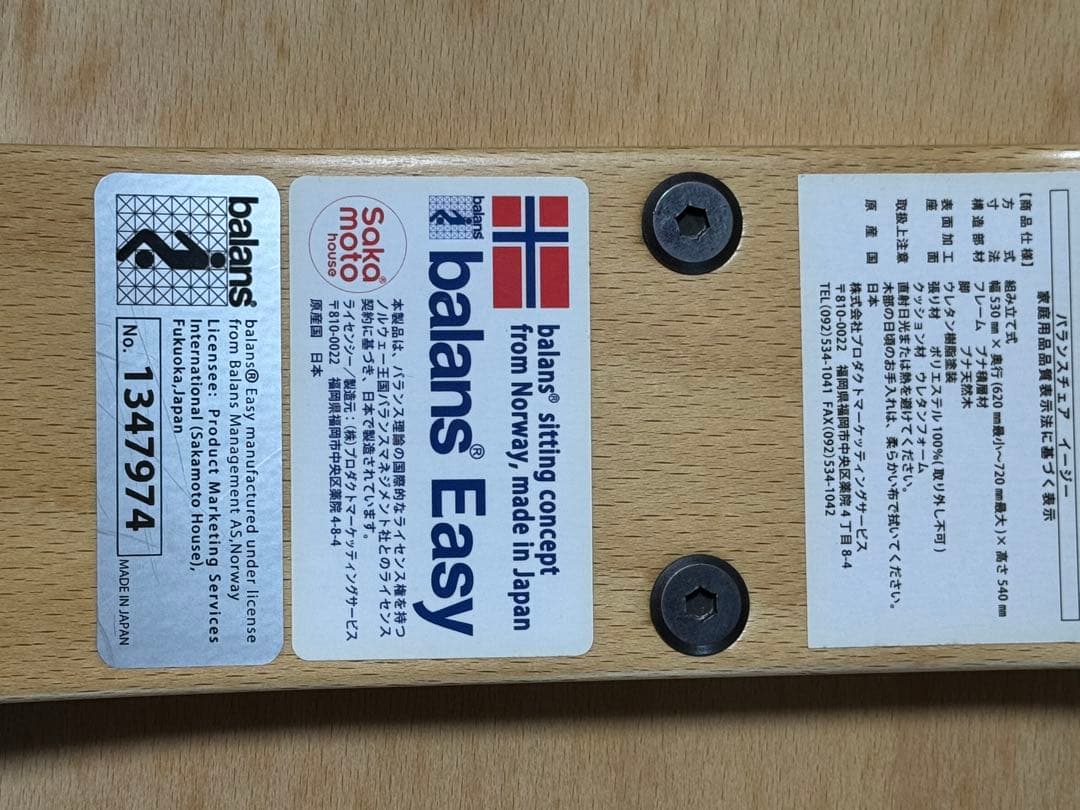 バランスチェア イージー
家庭用品品質表示法に基づく表示
【商品仕様】
方式 組み立て式
寸法 幅 530㎜ × 奥行 (620㎜最小～720㎜最大) × 高さ 540㎜
構造部材 フレーム ブナ積層材
脚 ブナ天然木
表面加工 ウレタン樹脂塗装
座面 張り材 ポリエステル 100%( 取り外し不可)
クッション材 ウレタンフォーム
取扱上注意 直射日光または熱を避けてください。
木部の日頃のお手入れは、柔らかい布で拭いてください。
原産国 日本
株式会社プロダクトマーケッティングサービス
〒810-0022 福岡県福岡市中央区薬院 4 丁目 8-4
TEL (092)534-1041 FAX (092)534-1042
balans® sitting concept
from Norway, made in Japan
balans
balans® Easy
Saka®
moto
house
本製品は、バランス理論の国際的なライセンス権を持つ
ノルウェー王国バランスマネジメント社とのライセンス
契約に基づき、日本で製造されています。
ライセンシー／製造元：(株)プロダクトマーケッティングサービス
〒810-0022 福岡県福岡市中央区薬院 4-8-4
原産国 日本
balans®
balans® Easy manufactured under license
from Balans Management AS,Norway
Licensee: Product Marketing Services
International (Sakamoto House),
Fukuoka,Japan
No. 1347974
MADE IN JAPAN